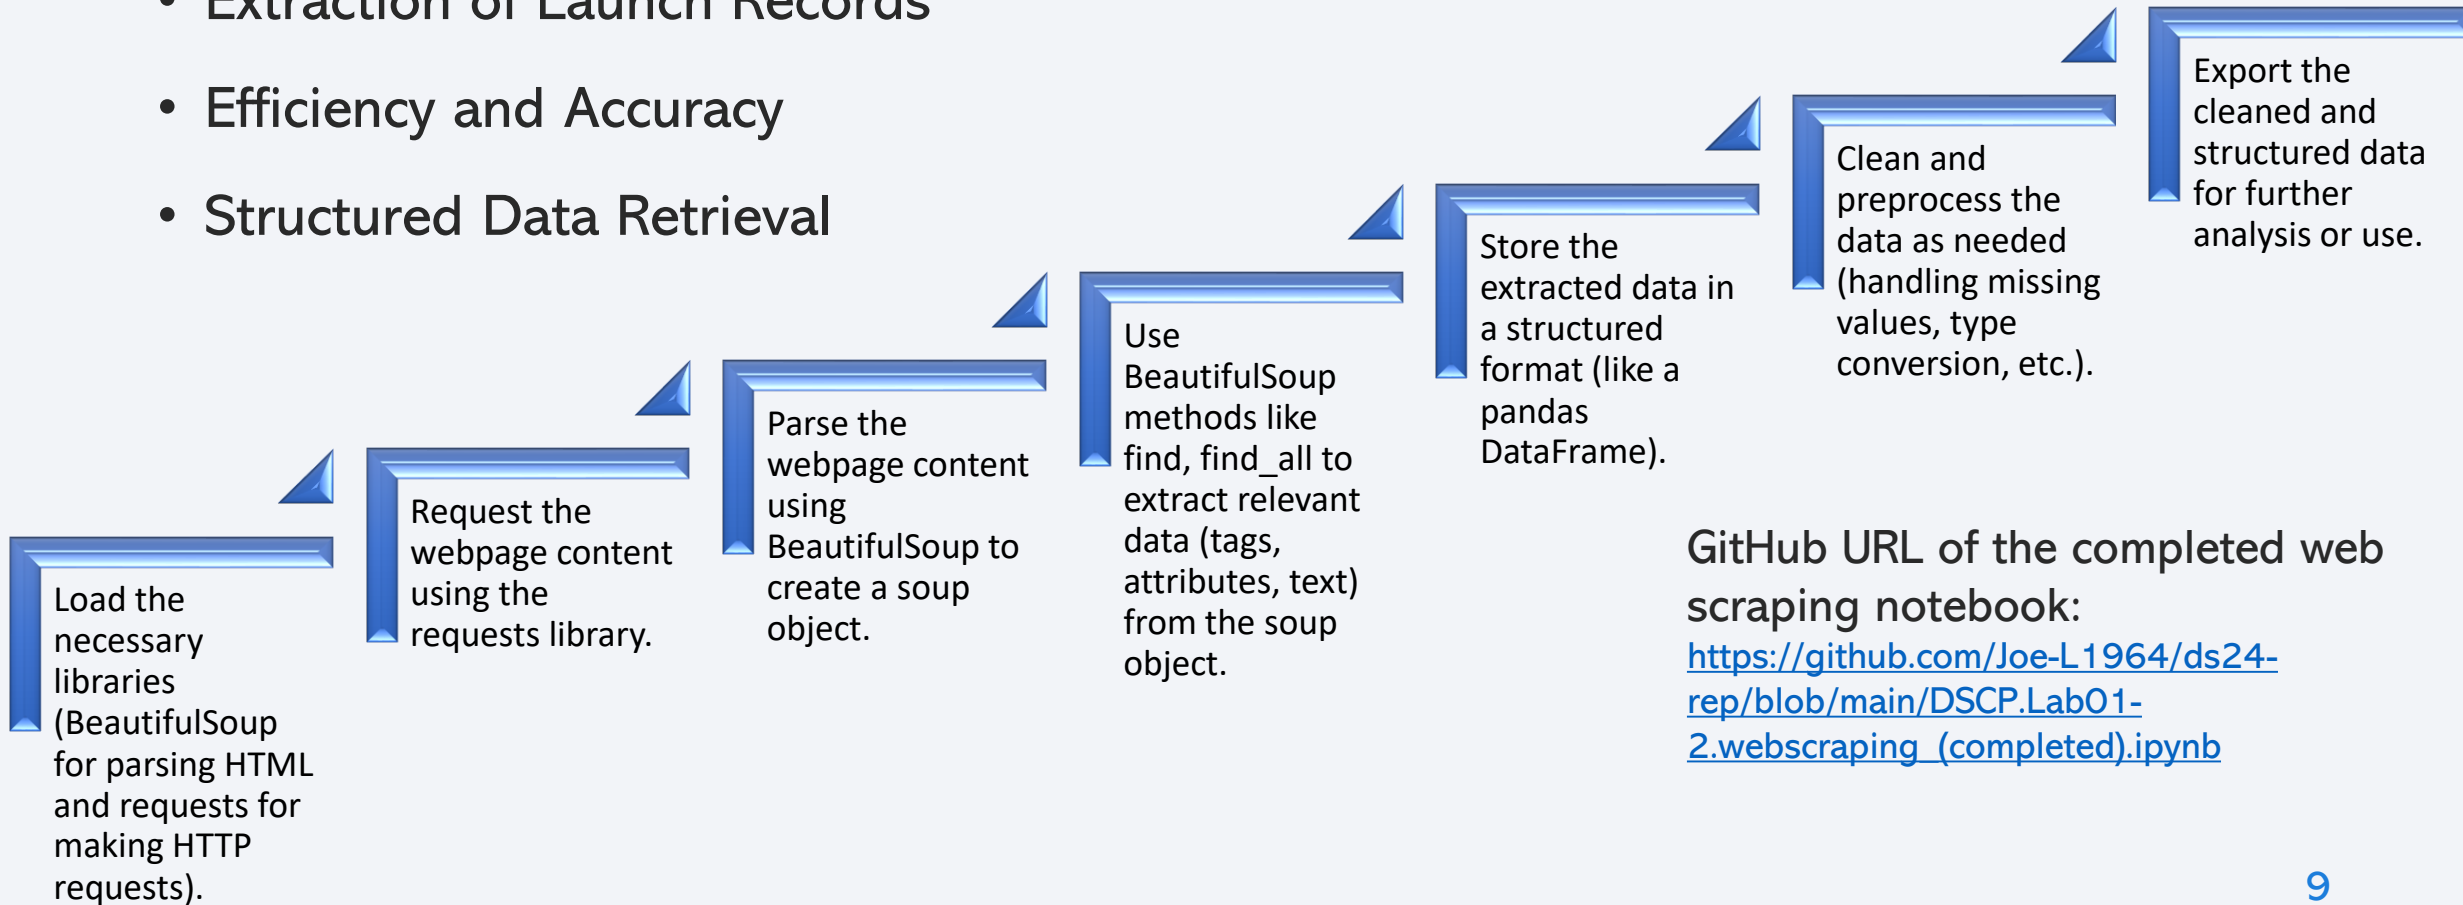 • Extraction of Launch Records
• Efficiency and Accuracy
• Structured Data Retrieval
Load the
necessary
libraries
(BeautifulSoup
for parsing HTML
and requests for
making HTTP
requests).
Request the
webpage content
using the
requests library.
Parse the
webpage content
using
BeautifulSoup to
create a soup
object.
Use
BeautifulSoup
methods like
find, find_all to
extract relevant
data (tags,
attributes, text)
from the soup
object.
Store the
extracted data in
a structured
format (like a
pandas
DataFrame).
Clean and
preprocess the
data as needed
(handling missing
values, type
conversion, etc.).
Export the
cleaned and
structured data
for further
analysis or use.
GitHub URL of the completed web
scraping notebook:
https://github.com/Joe-L1964/ds24-
rep/blob/main/DSCP.Lab01-
2.webscraping_(completed).ipynb
9